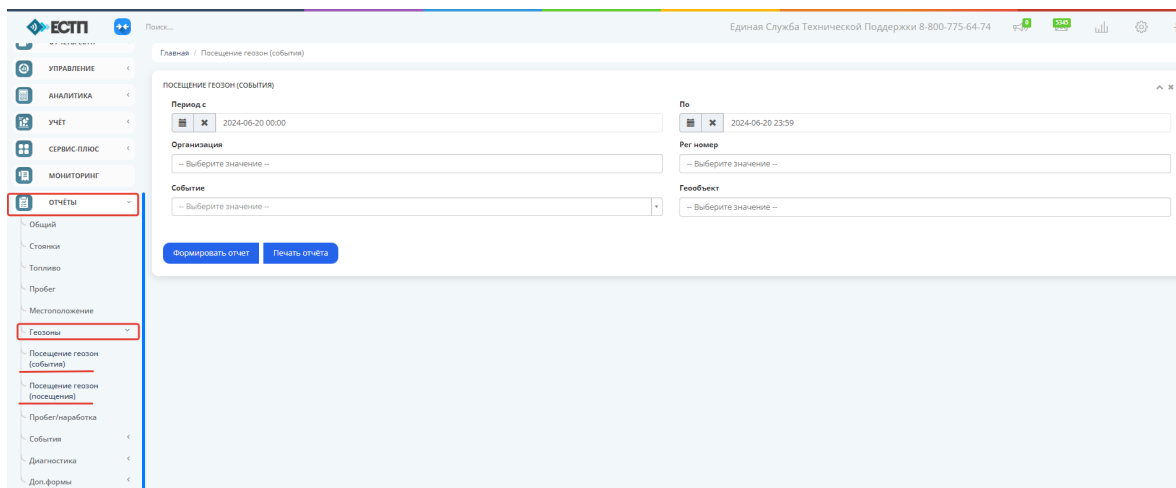 ЕСТП
Поиск...
Единая Служба Технической Поддержки 8-800-775-64-74
0
5345
УПРАВЛЕНИЕ
АНАЛИТИКА
УЧЁТ
СЕРВИС-ПЛЮС
МОНИТОРИНГ
ОТЧЁТЫ
Общий
Стоянки
Топливо
Пробег
Местоположение
Геозоны
Посещение геозон
(события)
Посещение геозон
(посещения)
Пробег/наработка
События
Диагностика
Доп.формы
Главная / Посещение геозон (события)
ПОСЕЩЕНИЕ ГЕОЗОН (СОБЫТИЯ)
Период с
По
2024-06-20 00:00
2024-06-20 23:59
Организация
Рег номер
-- Выберите значение --
-- Выберите значение --
Событие
Геообъект
-- Выберите значение --
-- Выберите значение --
Формировать отчет
Печать отчёта